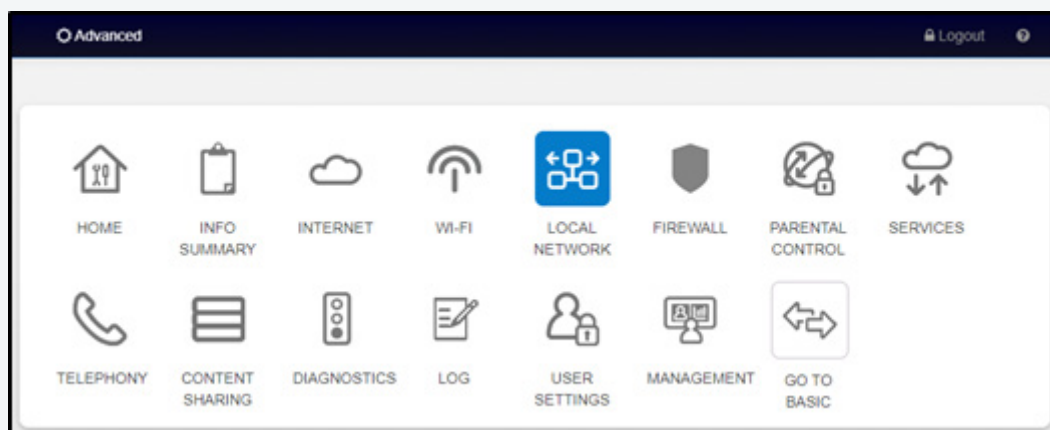 Advanced
Logout
HOME
INFO
SUMMARY
INTERNET
WI-FI
LOCAL
NETWORK
FIREWALL
PARENTAL
CONTROL
SERVICES
TELEPHONY
CONTENT
SHARING
DIAGNOSTICS
LOG
USER
SETTINGS
MANAGEMENT
GO TO
BASIC